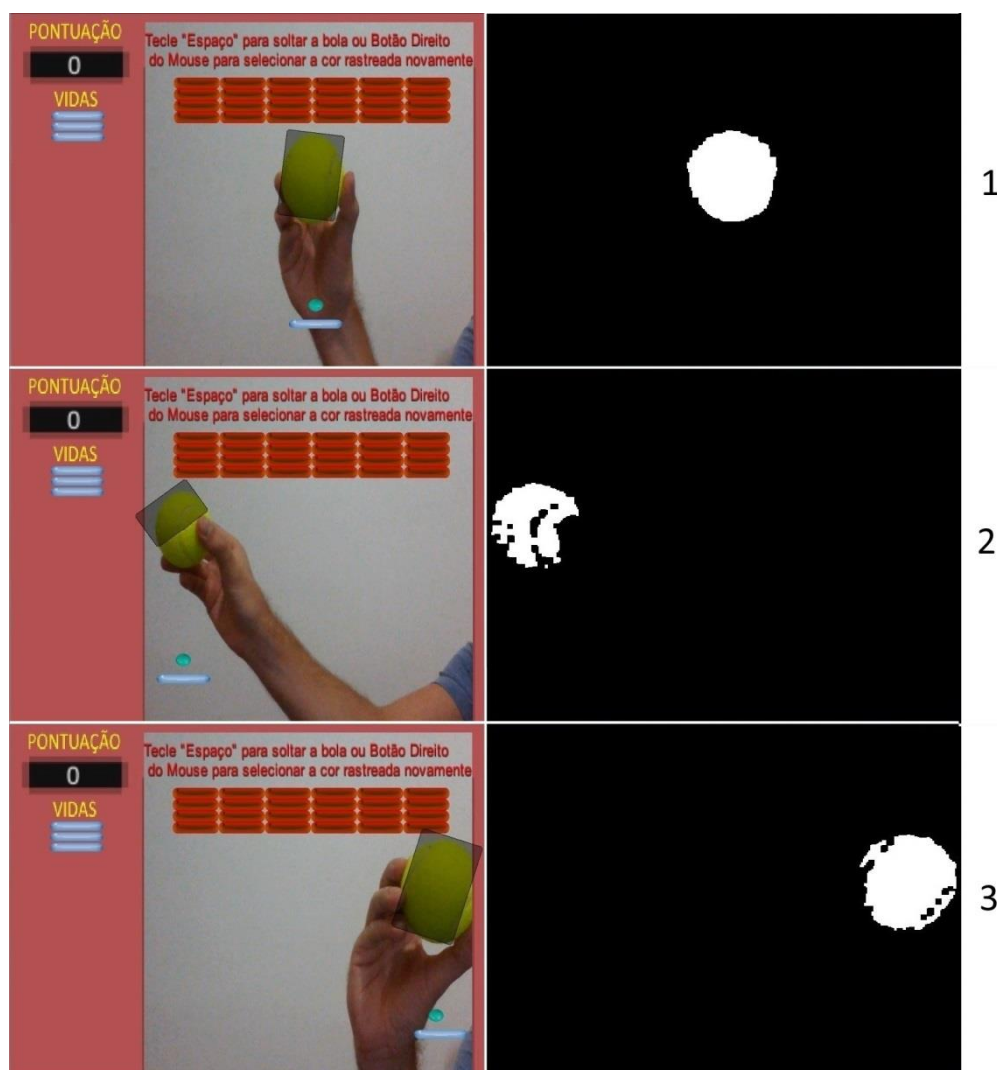 PONTUAÇÃO
0
VIDAS
Tecle "Espaço" para soltar a bola ou Botão Direito
do Mouse para selecionar a cor rastreada novamente
1
PONTUAÇÃO
0
VIDAS
Tecle "Espaço" para soltar a bola ou Botão Direito
do Mouse para selecionar a cor rastreada novamente
2
PONTUAÇÃO
0
VIDAS
Tecle "Espaço" para soltar a bola ou Botão Direito
do Mouse para selecionar a cor rastreada novamente
3